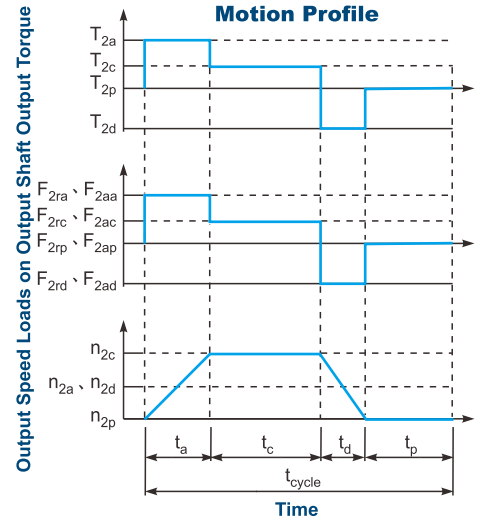 Motion Profile
Output Speed Loads on Output Shaft Output Torque
T2a
T2c
T2p
T2d
F2ra、F2aa
F2rc、F2ac
F2rp、F2ap
F2rd、F2ad
n2c
n2a、n2d
n2p
ta
tc
td
tp
tcycle
Time